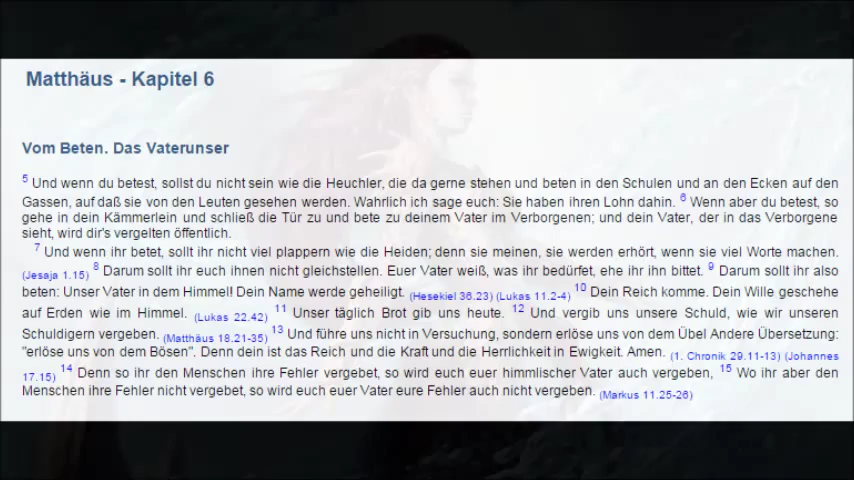 Matthäus - Kapitel 6
Vom Beten. Das Vaterunser
5 Und wenn du betest, sollst du nicht sein wie die Heuchler, die da gerne stehen und beten in den Schulen und an den Ecken auf den
Gassen, auf daß sie von den Leuten gesehen werden. Wahrlich ich sage euch: Sie haben ihren Lohn dahin. 6 Wenn aber du betest, so
gehe in dein Kämmerlein und schließ die Tür zu und bete zu deinem Vater im Verborgenen; und dein Vater, der in das Verborgene
sieht, wird dir's vergelten öffentlich.
7 Und wenn ihr betet, sollt ihr nicht viel plappern wie die Heiden; denn sie meinen, sie werden erhört, wenn sie viel Worte machen.
(Jesaja 1.15) 8 Darum sollt ihr euch ihnen nicht gleichstellen. Euer Vater weiß, was ihr bedürfet, ehe ihr ihn bittet. 9 Darum sollt ihr also
beten: Unser Vater in dem Himmel! Dein Name werde geheiligt. (Hesekiel 36.23) (Lukas 11.2-4) 10 Dein Reich komme. Dein Wille geschehe
auf Erden wie im Himmel. (Lukas 22.42) 11 Unser täglich Brot gib uns heute. 12 Und vergib uns unsere Schuld, wie wir unseren
Schuldigern vergeben. (Matthäus 18.21-35) 13 Und führe uns nicht in Versuchung, sondern erlöse uns von dem Übel Andere Übersetzung:
"erlöse uns von dem Bösen". Denn dein ist das Reich und die Kraft und die Herrlichkeit in Ewigkeit. Amen. (1. Chronik 29.11-13) (Johannes
17.15) 14 Denn so ihr den Menschen ihre Fehler vergebet, so wird euch euer himmlischer Vater auch vergeben, 15 Wo ihr aber den
Menschen ihre Fehler nicht vergebet, so wird euch euer Vater eure Fehler auch nicht vergeben. (Markus 11.25-26)